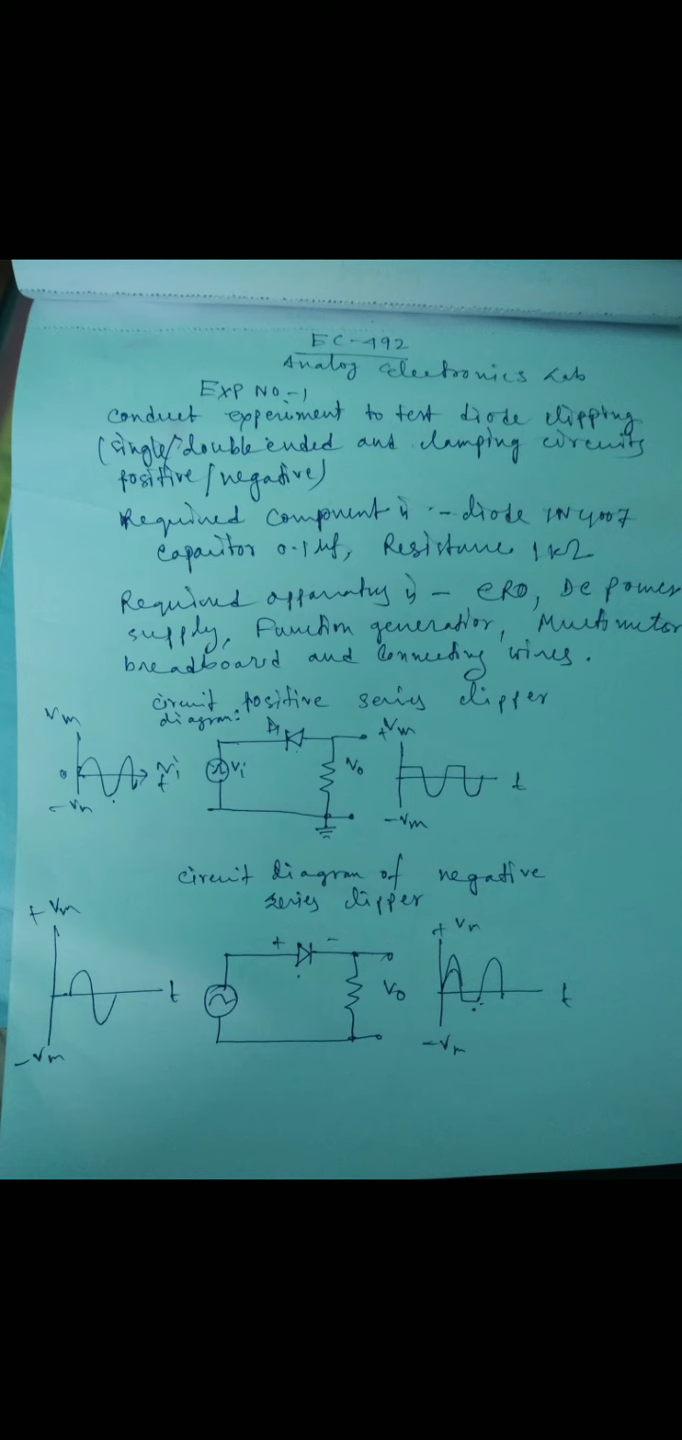 EC-492
Analog Electronics Lab
EXP NO:-1
Conduct experiment to test diode clipping
(single/double ended and clamping circuits
positive/negative)
Required Component is :- diode IN4007
Capacitor 0.1 μf, Resistance 1kΩ
Required apparatus is - CRO, DC power
supply, Function generator, Multimeter
breadboard and Connecting wires.
circuit positive series clipper
diagram:
Vm
0
-Vm
Vi
t
D1
Vi
Vo
+Vm
t
-Vm
circuit diagram of negative
series clipper
+Vm
t
-Vm
+ -
Vo
+Vm
t
-Vm